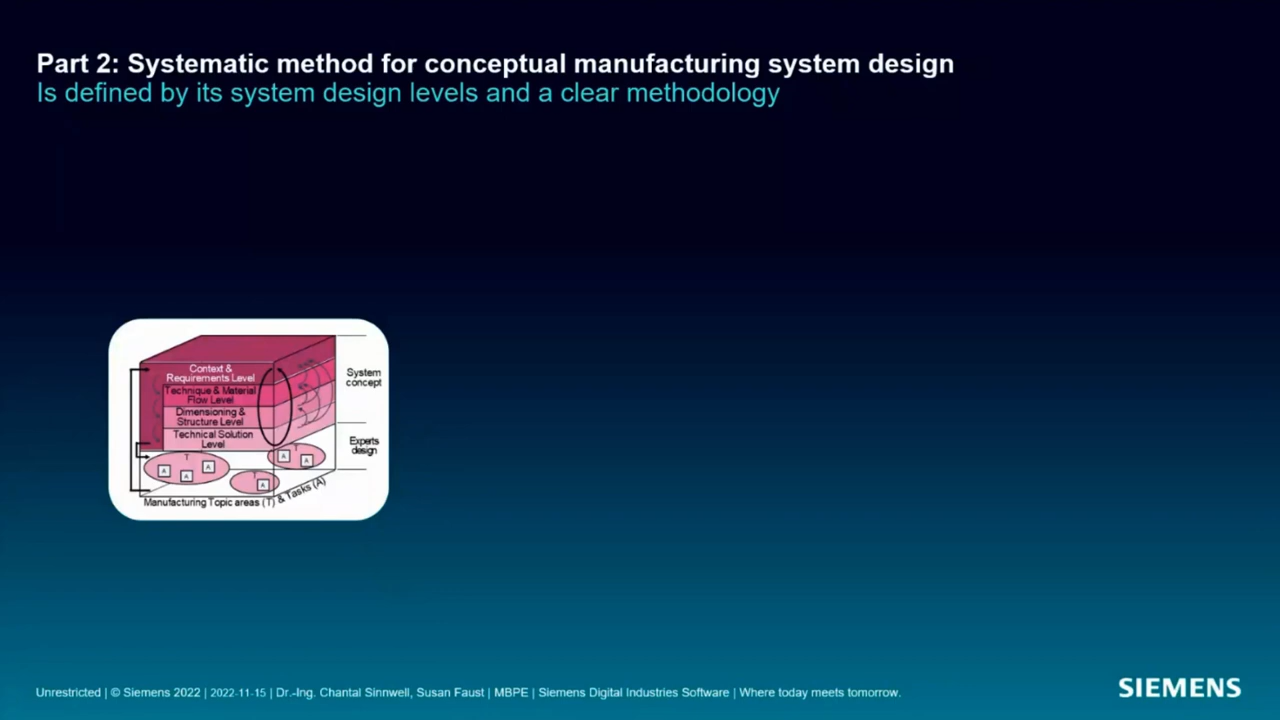 Part 2: Systematic method for conceptual manufacturing system design
Is defined by its system design levels and a clear methodology
Context &
Requirements Level
Technique & Material
Flow Level
Dimensioning &
Structure Level
Technical Solution
Level
System
concept
Experts
design
T
A
A
A
T
A
A
T
A
Manufacturing Topic areas (T) & Tasks (A)
Unrestricted | © Siemens 2022 | 2022-11-15 | Dr.-Ing. Chantal Sinnwell, Susan Faust | MBPE | Siemens Digital Industries Software | Where today meets tomorrow.
SIEMENS